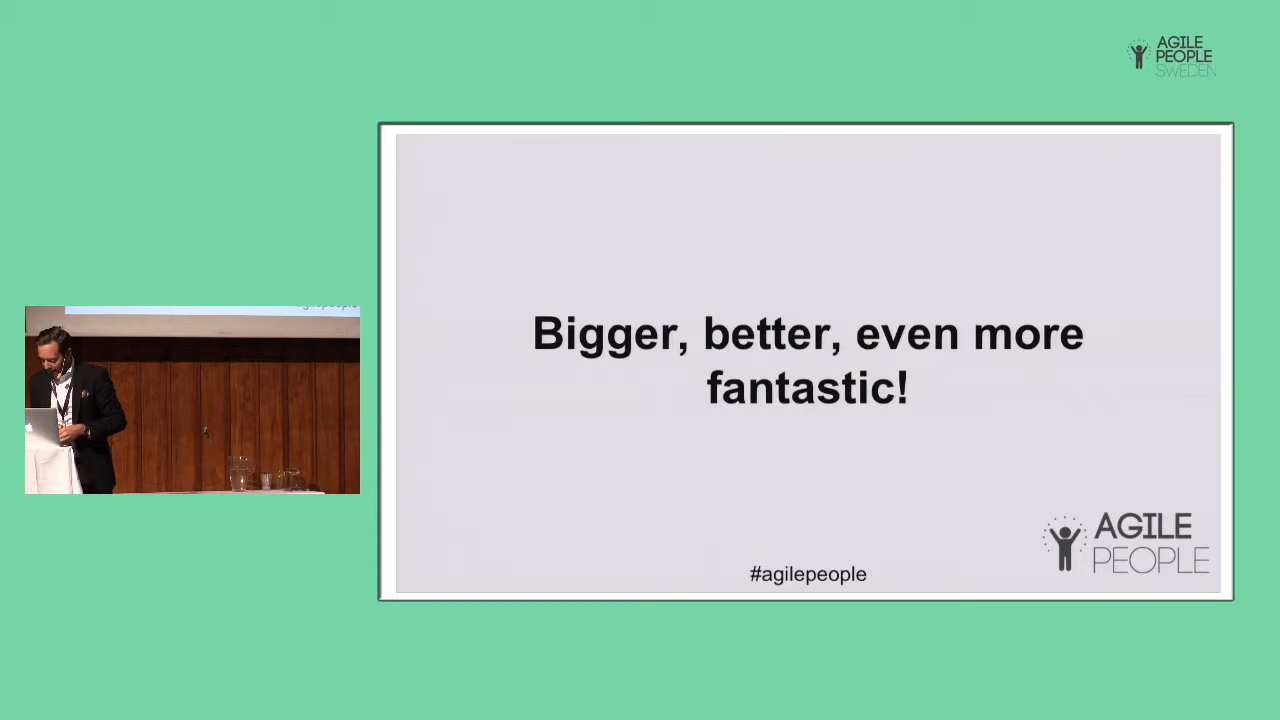 AGILE
PEOPLE
SWEDEN
Bigger, better, even more
fantastic!
#agilepeople
AGILE
PEOPLE